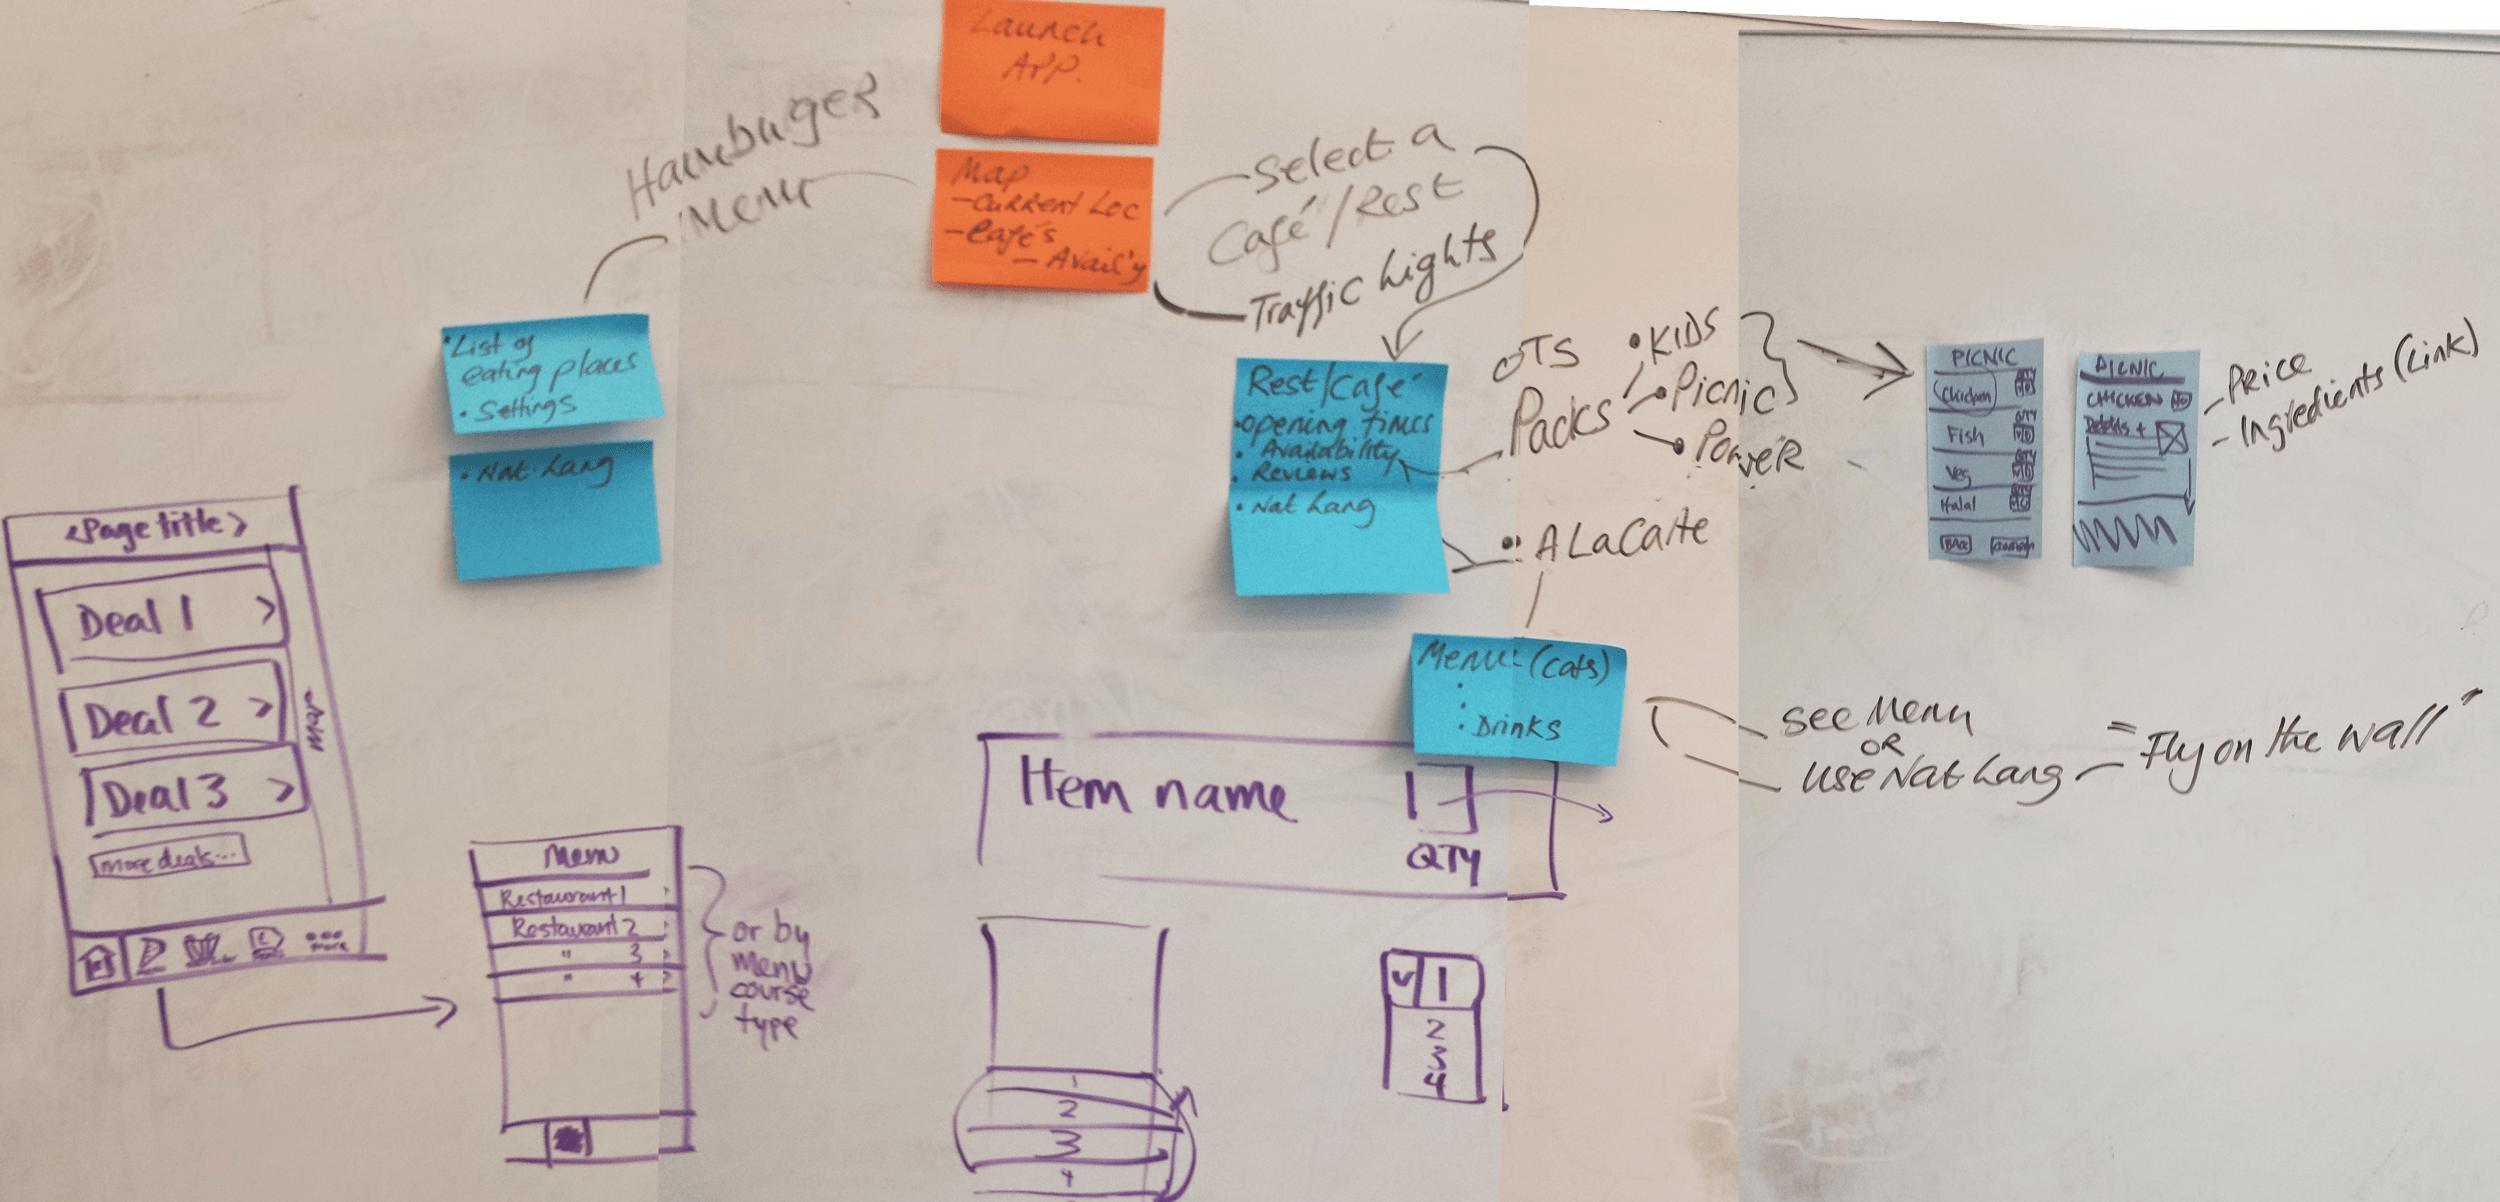 Launch
App.
Map
- Current Loc
- Café's
- Avail'y
Hambuger
Menu
Select a
Café / Rest
Traffic Lights
• List of
eating places
• Settings
• Nat Lang
Rest/Café
• opening times
• Availability
• Reviews
• Nat Lang
OTS
Packs
• KIDS
• Picnic
• Power
• A La Carte
PICNIC
Chicken
QTY
Fish
QTY
Veg
QTY
Halal
QTY
Back
PICNIC
CHICKEN
Details +
- Price
- Ingredients (Link)
Menu (Cats)
•
•
• Drinks
See Menu
OR
Use Nat Lang
"Fly on the wall"
<Page title>
Deal 1 >
Deal 2 >
Deal 3 >
more deals...
more
Menu
Restaurant 1 >
Restaurant 2 >
" 3 >
" 4 >
or by
Menu
course
type
Item name
1
QTY
1
2
3
4
v 1
2
3
4